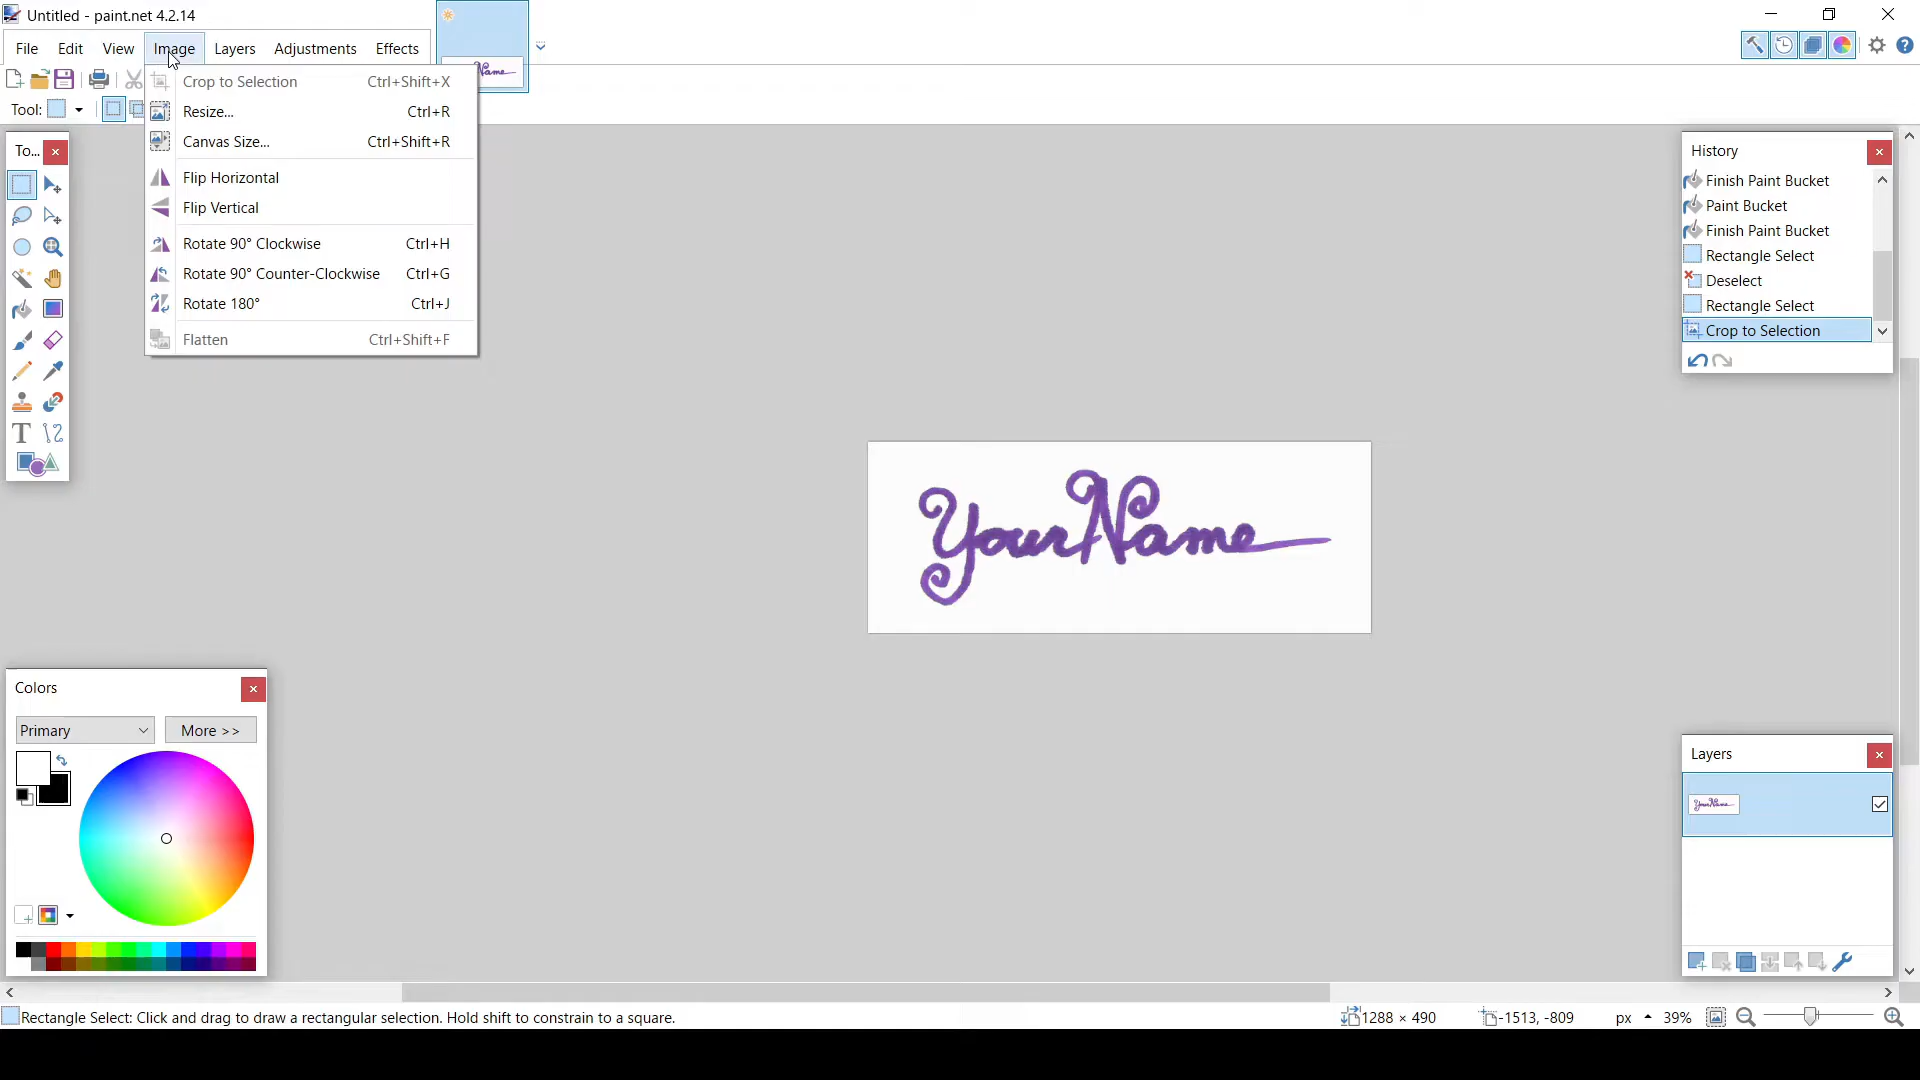 Untitled - paint.net 4.2.14
File Edit View Image Layers Adjustments Effects
Name
Crop to Selection Ctrl+Shift+X
Resize... Ctrl+R
Canvas Size... Ctrl+Shift+R
Flip Horizontal
Flip Vertical
Rotate 90° Clockwise Ctrl+H
Rotate 90° Counter-Clockwise Ctrl+G
Rotate 180° Ctrl+J
Flatten Ctrl+Shift+F
Tool:
To...
T
History
Finish Paint Bucket
Paint Bucket
Finish Paint Bucket
Rectangle Select
Deselect
Rectangle Select
Crop to Selection
YourName
Colors
Primary More >>
Layers
YourName
Rectangle Select: Click and drag to draw a rectangular selection. Hold shift to constrain to a square.
1288 × 490 -1513, -809 px 39%